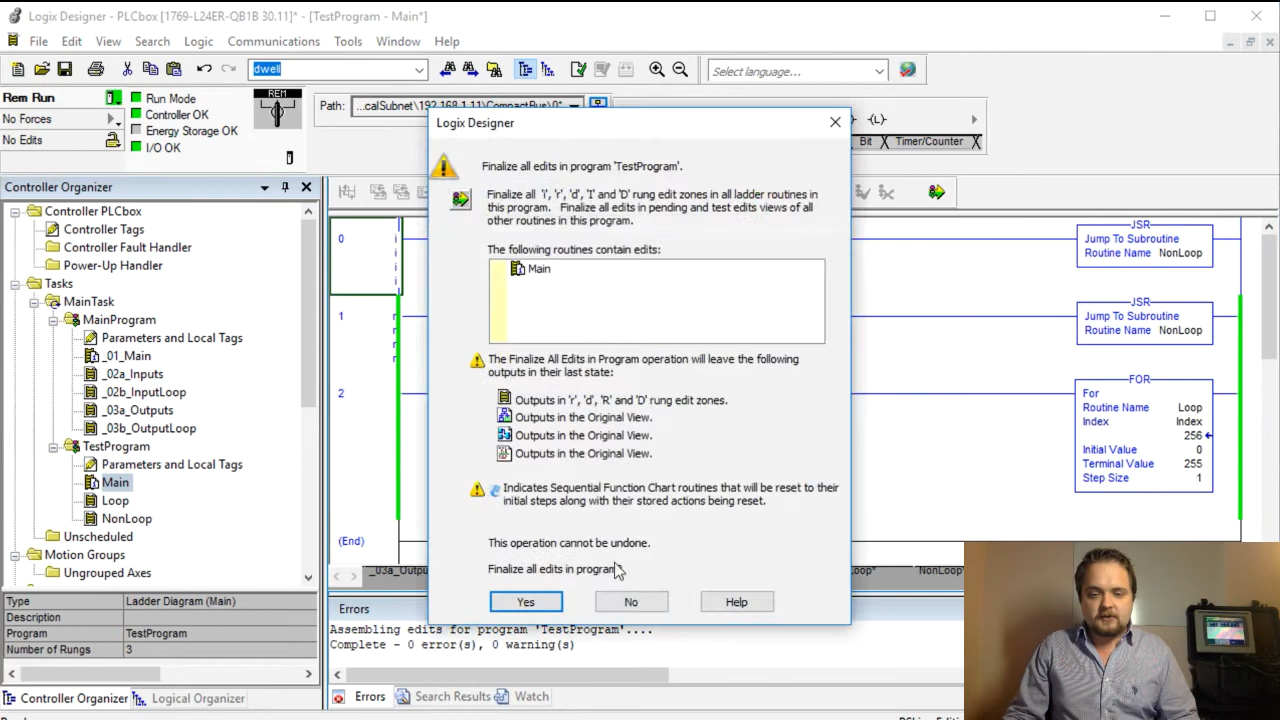 Logix Designer - PLCbox [1769-L24ER-QB1B 30.11]* - [TestProgram - Main*]
File Edit View Search Logic Communications Tools Window Help
dwell
Select language...
Rem Run
No Forces
No Edits
Run Mode
Controller OK
Energy Storage OK
I/O OK
REM
Path: ...calSubnet\192.168.1.11\CompactBus\0*
Bit Timer/Counter
Controller Organizer
Controller PLCbox
Controller Tags
Controller Fault Handler
Power-Up Handler
Tasks
MainTask
MainProgram
Parameters and Local Tags
_01_Main
_02a_Inputs
_02b_InputLoop
_03a_Outputs
_03b_OutputLoop
TestProgram
Parameters and Local Tags
Main
Loop
NonLoop
Unscheduled
Motion Groups
Ungrouped Axes
Type Ladder Diagram (Main)
Description
Program TestProgram
Number of Rungs 3
Controller Organizer Logical Organizer
Logix Designer
Finalize all edits in program 'TestProgram'.
Finalize all 'i', 'r', 'd', 'I' and 'D' rung edit zones in all ladder routines in
this program. Finalize all edits in pending and test edits views of all
other routines in this program.
The following routines contain edits:
Main
The Finalize All Edits in Program operation will leave the following
outputs in their last state:
Outputs in 'r', 'd', 'R' and 'D' rung edit zones.
Outputs in the Original View.
Outputs in the Original View.
Outputs in the Original View.
Indicates Sequential Function Chart routines that will be reset to their
initial steps along with their stored actions being reset.
This operation cannot be undone.
Finalize all edits in program
Yes No Help
0
i
i
i
i
1
r
r
r
r
2
(End)
JSR
Jump To Subroutine
Routine Name NonLoop
JSR
Jump To Subroutine
Routine Name NonLoop
FOR
For
Routine Name Loop
Index Index
256
Initial Value 0
Terminal Value 255
Step Size 1
Errors
Assembling edits for program 'TestProgram'....
Complete - 0 error(s), 0 warning(s)
Errors Search Results Watch